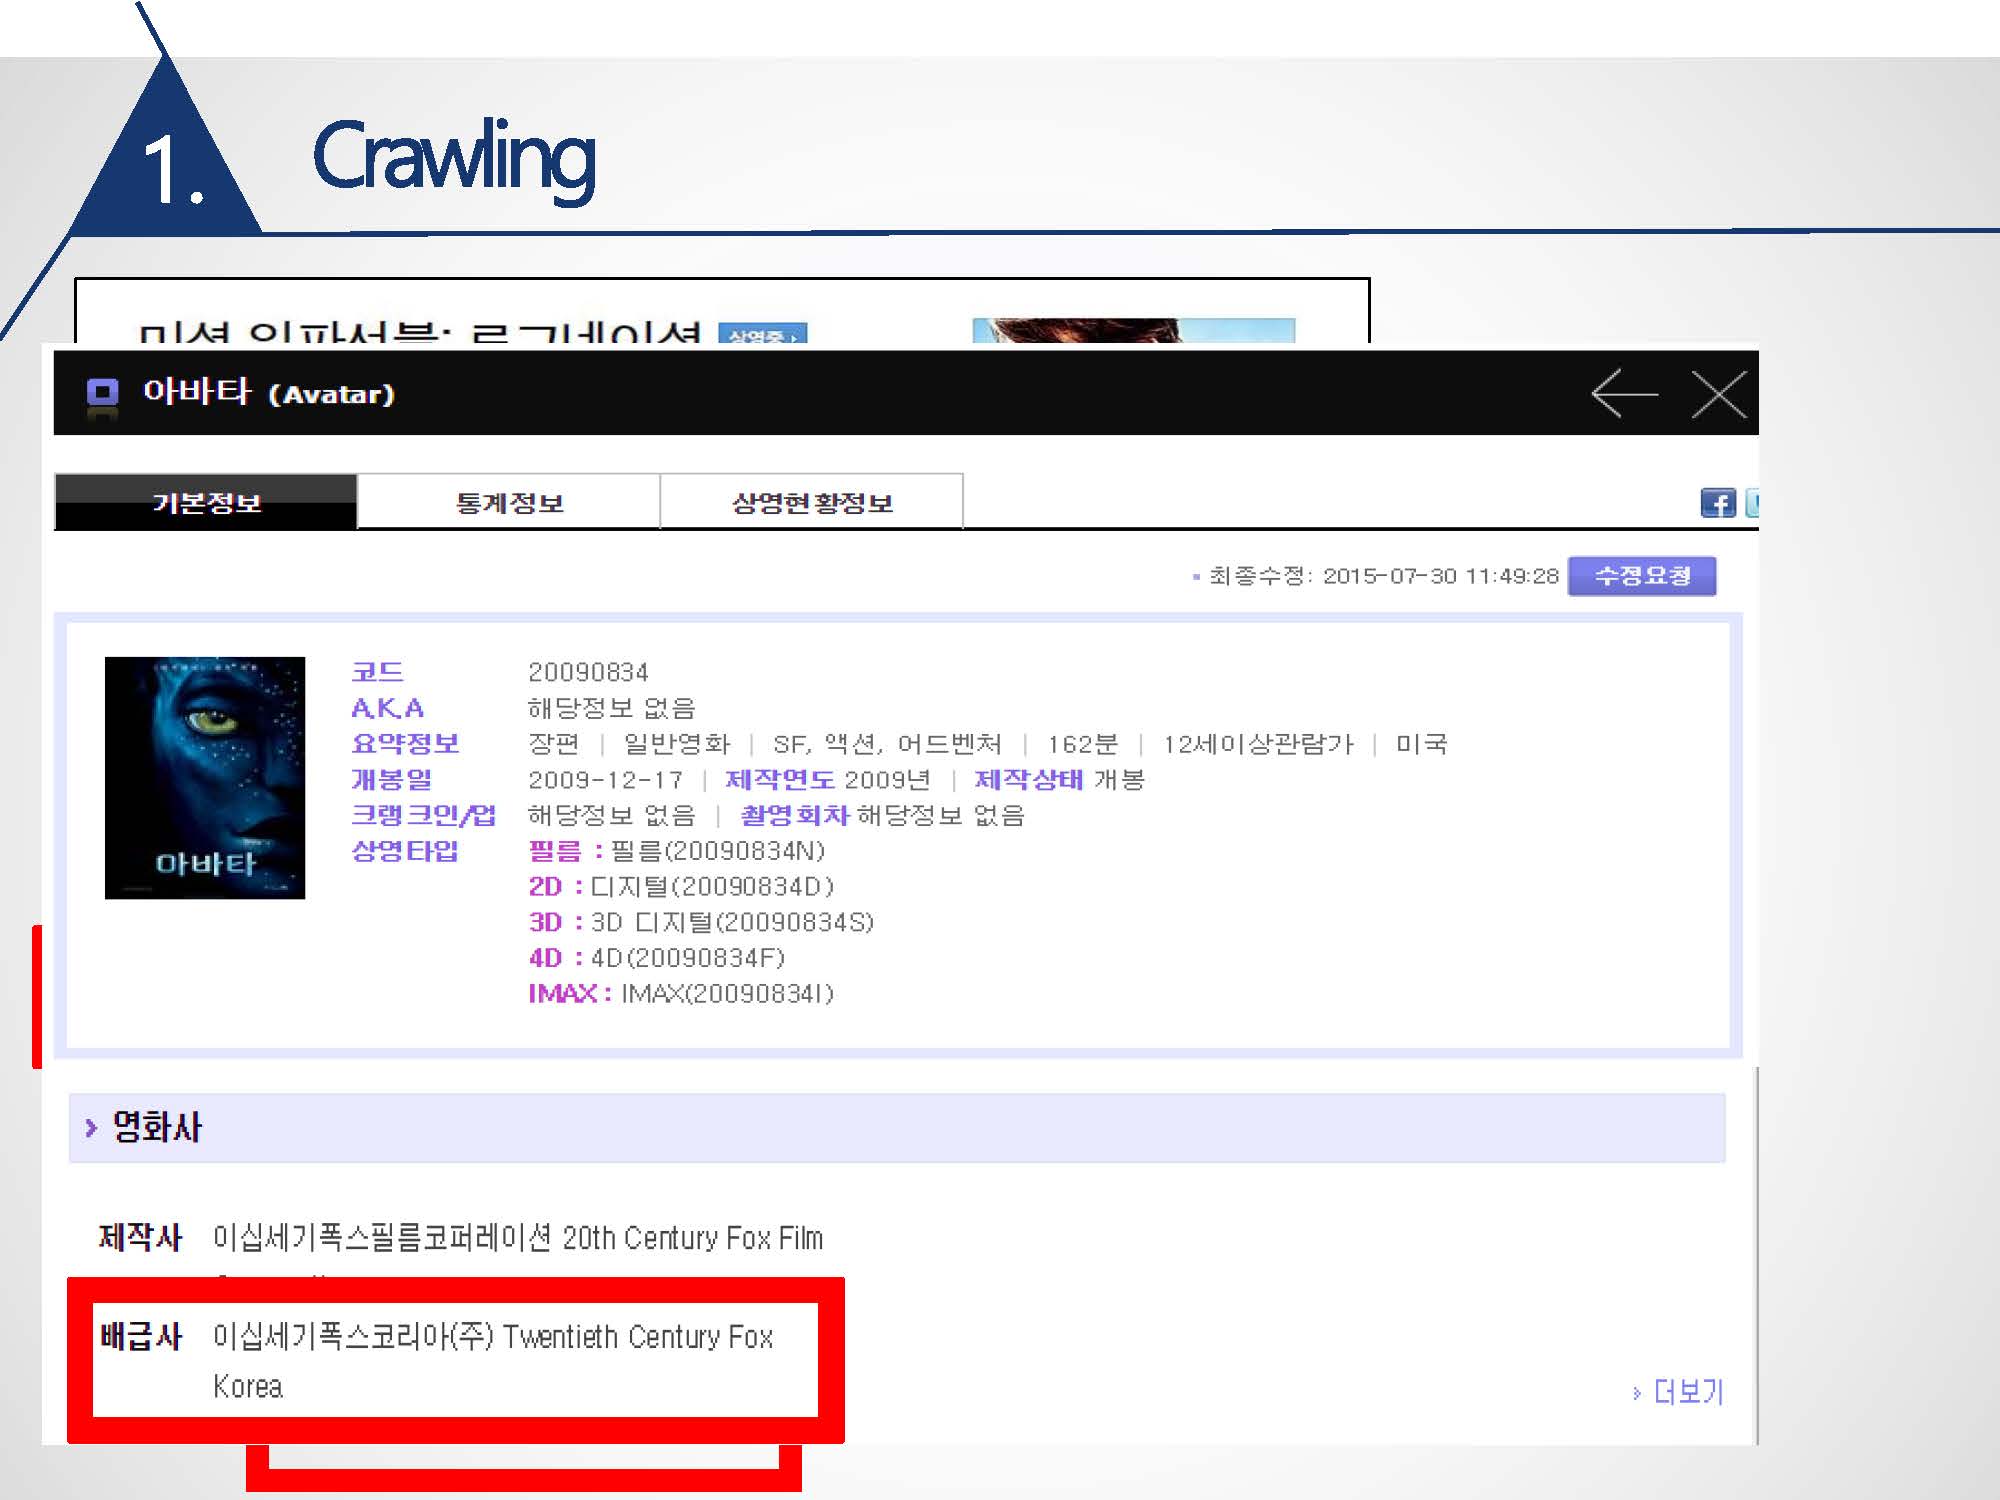 1. Crawling
미션 임파서블: 로그네이션 상영중
아바타 (Avatar)
기본정보 통계정보 상영현황정보
최종수정: 2015-07-30 11:49:28 수정요청
코드 20090834
A.K.A 해당정보 없음
요약정보 장편 | 일반영화 | SF, 액션, 어드벤처 | 162분 | 12세이상관람가 | 미국
개봉일 2009-12-17 | 제작연도 2009년 | 제작상태 개봉
크랭크인/업 해당정보 없음 | 촬영회차 해당정보 없음
상영타입 필름 : 필름(20090834N)
2D : 디지털(20090834D)
3D : 3D 디지털(20090834S)
4D : 4D(20090834F)
IMAX : IMAX(20090834I)
아바타
영화사
제작사 이십세기폭스필름코퍼레이션 20th Century Fox Film
배급사 이십세기폭스코리아(주) Twentieth Century Fox
Korea
더보기